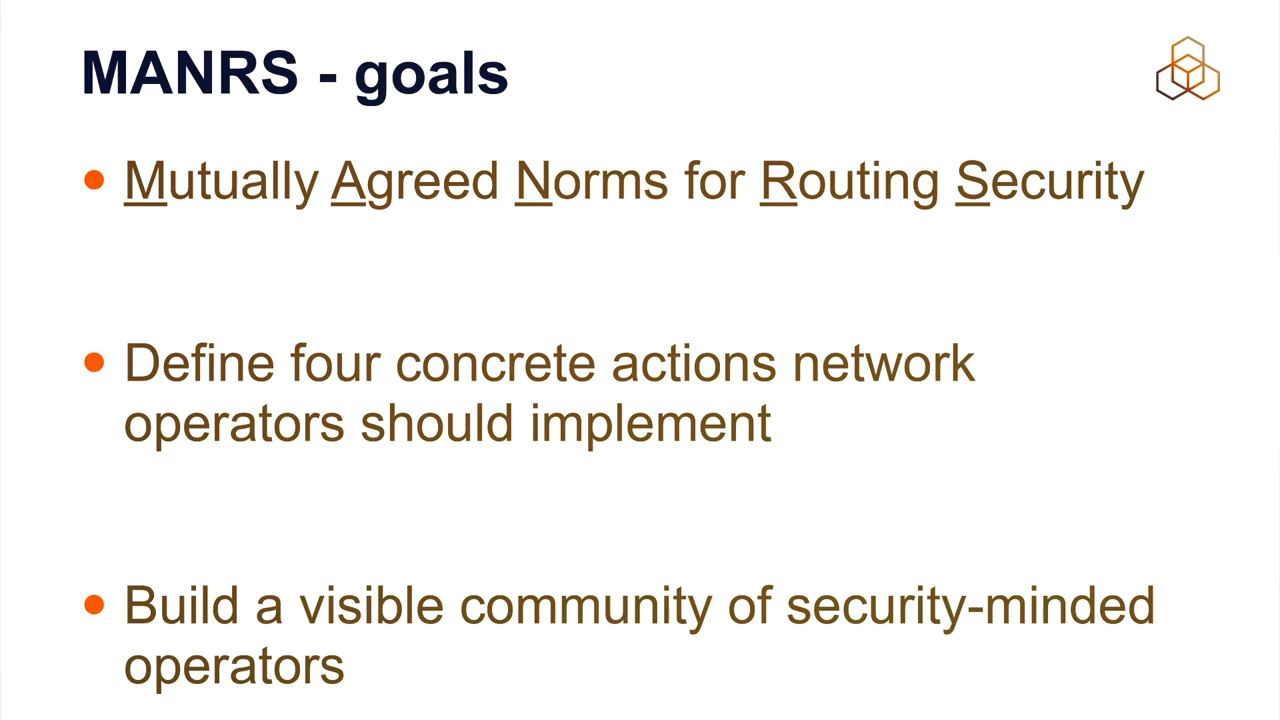 MANRS - goals
• Mutually Agreed Norms for Routing Security
• Define four concrete actions network
operators should implement
• Build a visible community of security-minded
operators